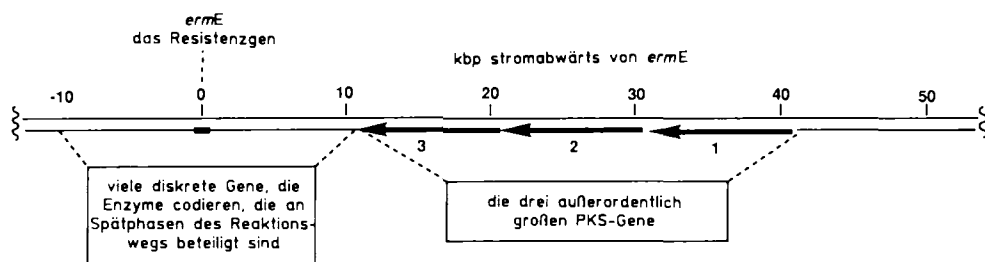 ermE
das Resistenzgen
kbp stromabwärts von ermE
-10 0 10 20 30 40 50
3 2 1
viele diskrete Gene, die
Enzyme codieren, die an
Spätphasen des Reaktions-
wegs beteiligt sind
die drei außerordentlich
großen PKS-Gene